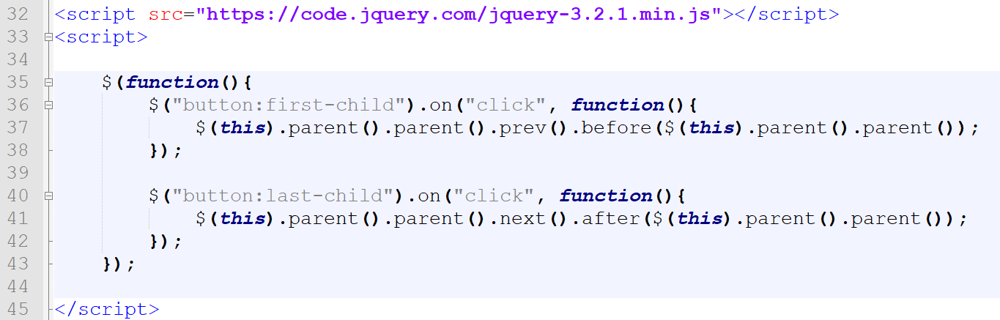 32 <script src="https://code.jquery.com/jquery-3.2.1.min.js"></script>
33 <script>
34
35     $(function(){
36         $("button:first-child").on("click", function(){
37             $(this).parent().parent().prev().before($(this).parent().parent());
38         });
39
40         $("button:last-child").on("click", function(){
41             $(this).parent().parent().next().after($(this).parent().parent());
42         });
43     });
44
45 </script>